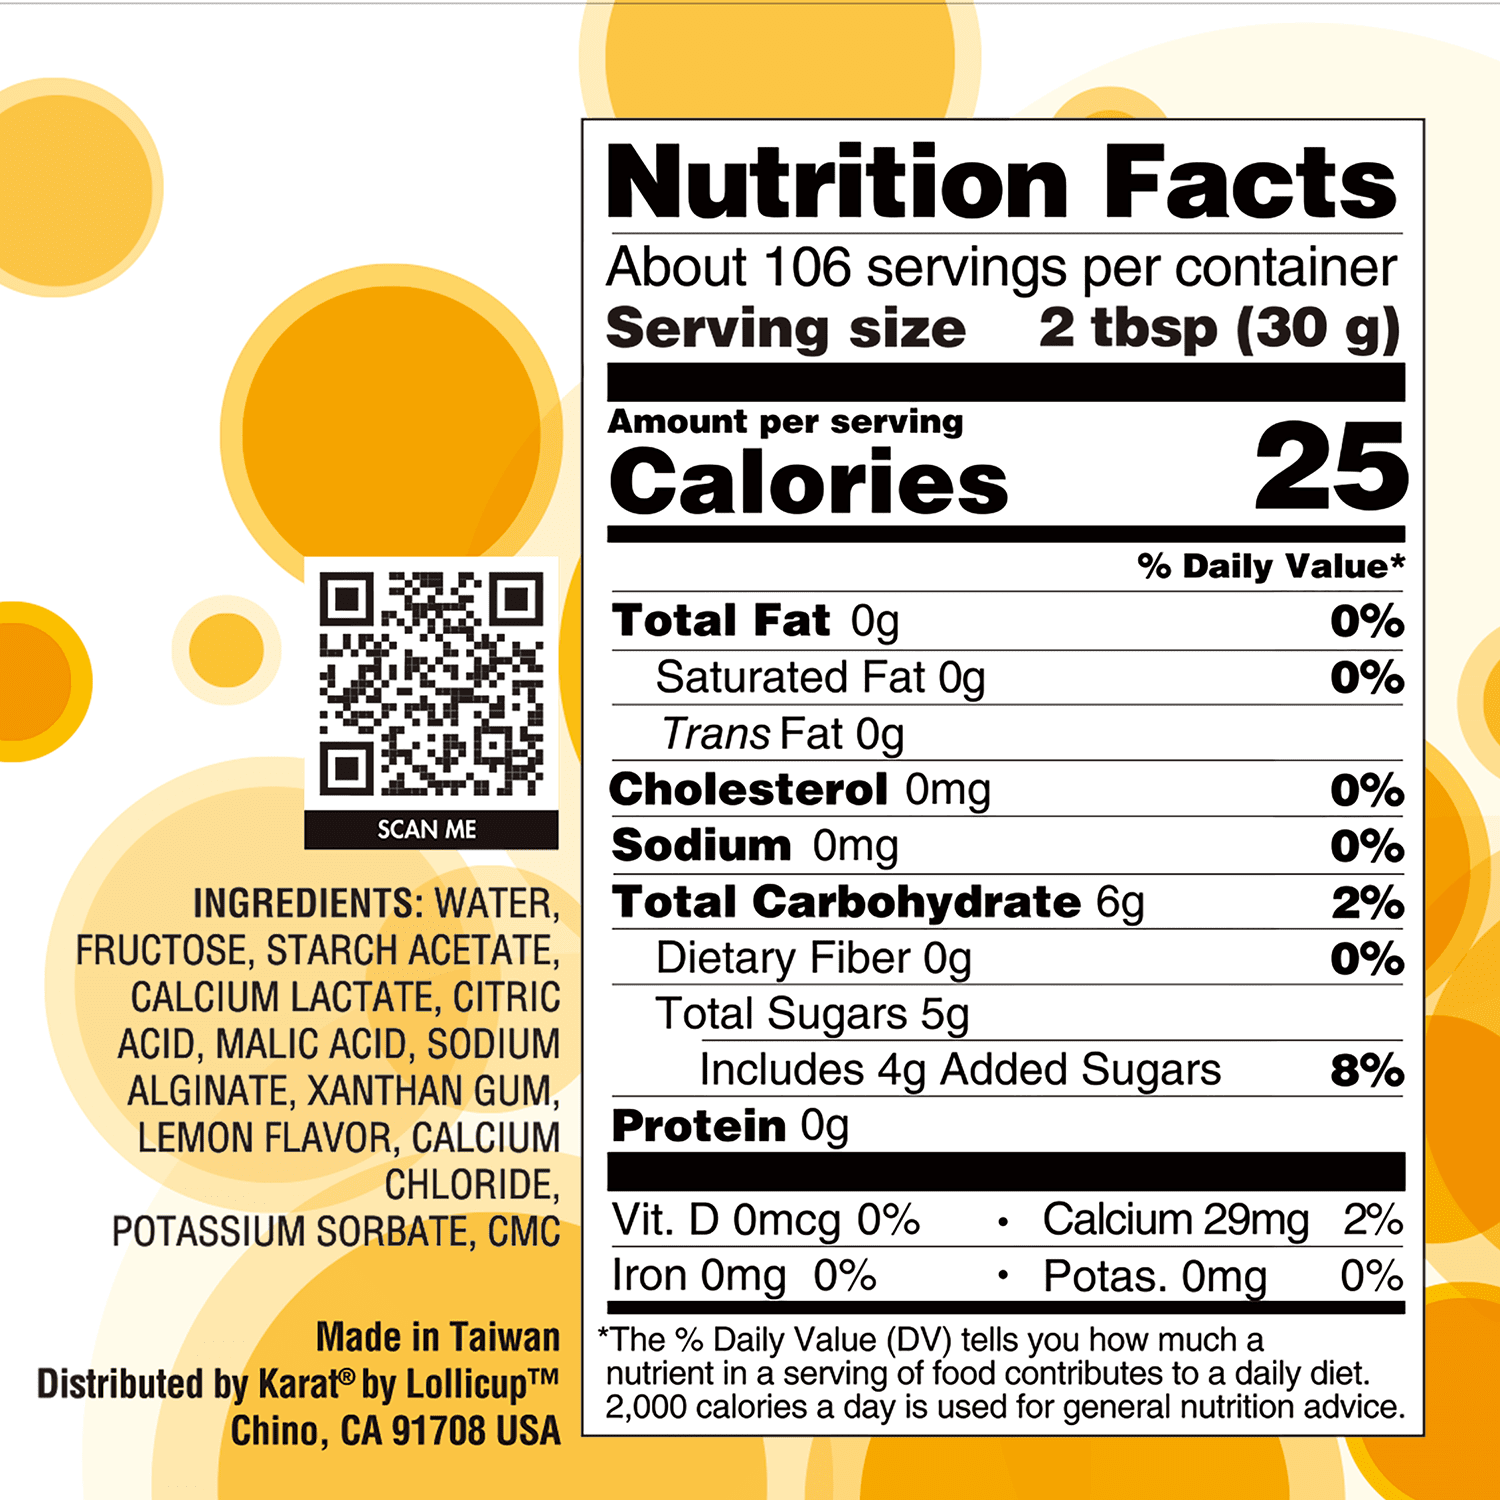 Nutrition Facts
About 106 servings per container
Serving size 2 tbsp (30 g)
Amount per serving
Calories 25
% Daily Value*
Total Fat 0g 0%
Saturated Fat 0g 0%
Trans Fat 0g
Cholesterol 0mg 0%
Sodium 0mg 0%
Total Carbohydrate 6g 2%
Dietary Fiber 0g 0%
Total Sugars 5g
Includes 4g Added Sugars 8%
Protein 0g
Vit. D 0mcg 0% • Calcium 29mg 2%
Iron 0mg 0% • Potas. 0mg 0%
*The % Daily Value (DV) tells you how much a
nutrient in a serving of food contributes to a daily diet.
2,000 calories a day is used for general nutrition advice.
SCAN ME
INGREDIENTS: WATER,
FRUCTOSE, STARCH ACETATE,
CALCIUM LACTATE, CITRIC
ACID, MALIC ACID, SODIUM
ALGINATE, XANTHAN GUM,
LEMON FLAVOR, CALCIUM
CHLORIDE,
POTASSIUM SORBATE, CMC
Made in Taiwan
Distributed by Karat® by Lollicup™
Chino, CA 91708 USA